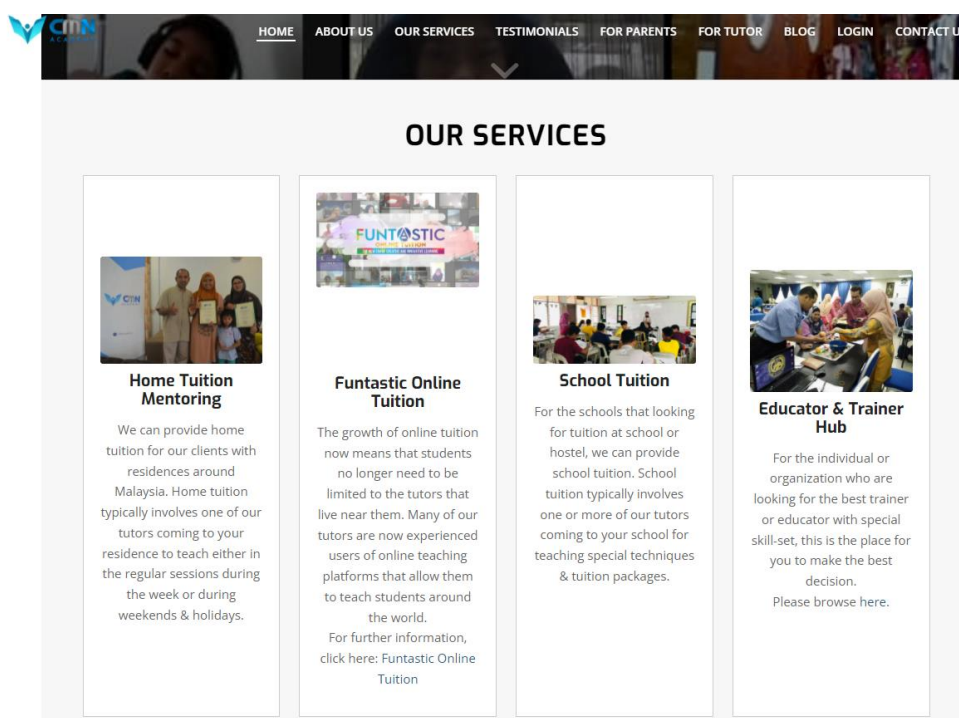 CMN
ACADEMY
HOME ABOUT US OUR SERVICES TESTIMONIALS FOR PARENTS FOR TUTOR BLOG LOGIN CONTACT U
OUR SERVICES
CMN
Home Tuition
Mentoring
We can provide home
tuition for our clients with
residences around
Malaysia. Home tuition
typically involves one of our
tutors coming to your
residence to teach either in
the regular sessions during
the week or during
weekends & holidays.
FUNT@STIC
ONLINE TUITION
Funtastic Online
Tuition
The growth of online tuition
now means that students
no longer need to be
limited to the tutors that
live near them. Many of our
tutors are now experienced
users of online teaching
platforms that allow them
to teach students around
the world.
For further information,
click here: Funtastic Online
Tuition
School Tuition
For the schools that looking
for tuition at school or
hostel, we can provide
school tuition. School
tuition typically involves
one or more of our tutors
coming to your school for
teaching special techniques
& tuition packages.
Educator & Trainer
Hub
For the individual or
organization who are
looking for the best trainer
or educator with special
skill-set, this is the place for
you to make the best
decision.
Please browse here.